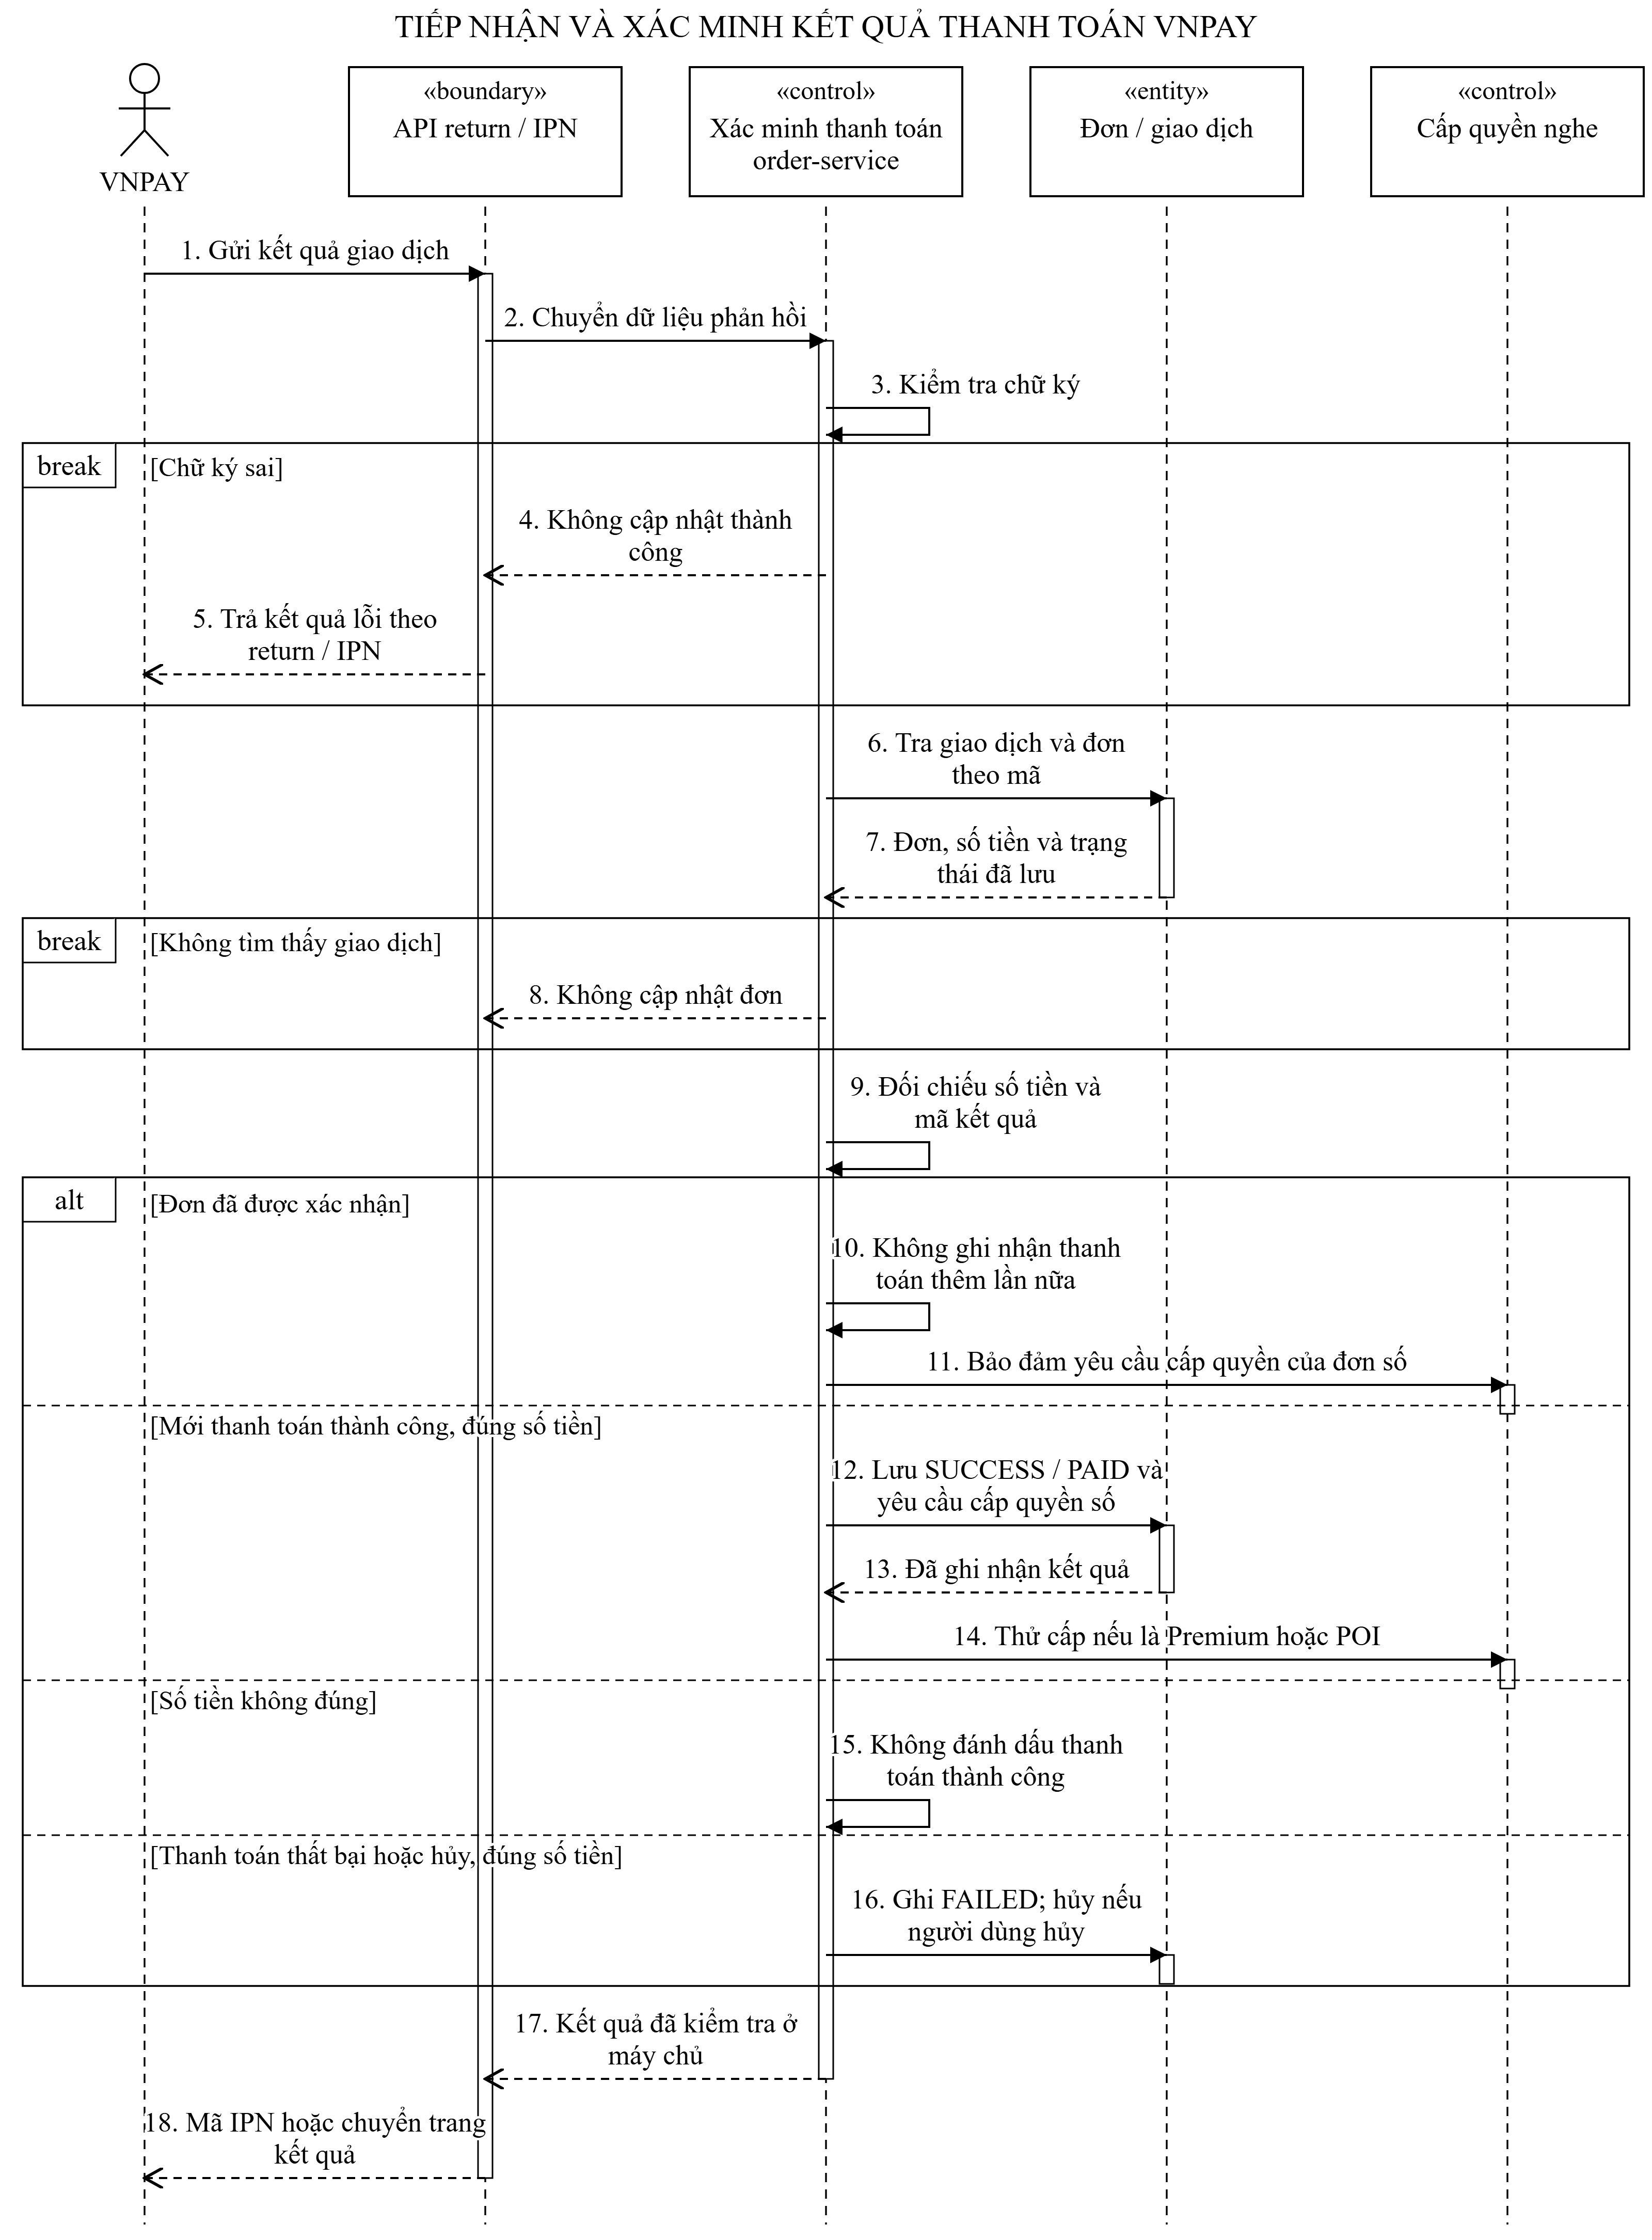 TIẾP NHẬN VÀ XÁC MINH KẾT QUẢ THANH TOÁN VNPAY
VNPAY
«boundary»
API return / IPN
«control»
Xác minh thanh toán
order-service
«entity»
Đơn / giao dịch
«control»
Cấp quyền nghe
1. Gửi kết quả giao dịch
2. Chuyển dữ liệu phản hồi
3. Kiểm tra chữ ký
break
[Chữ ký sai]
4. Không cập nhật thành
công
5. Trả kết quả lỗi theo
return / IPN
6. Tra giao dịch và đơn
theo mã
7. Đơn, số tiền và trạng
thái đã lưu
break
[Không tìm thấy giao dịch]
8. Không cập nhật đơn
9. Đối chiếu số tiền và
mã kết quả
alt
[Đơn đã được xác nhận]
10. Không ghi nhận thanh
toán thêm lần nữa
11. Bảo đảm yêu cầu cấp quyền của đơn số
[Mới thanh toán thành công, đúng số tiền]
12. Lưu SUCCESS / PAID và
yêu cầu cấp quyền số
13. Đã ghi nhận kết quả
14. Thử cấp nếu là Premium hoặc POI
[Số tiền không đúng]
15. Không đánh dấu thanh
toán thành công
[Thanh toán thất bại hoặc hủy, đúng số tiền]
16. Ghi FAILED; hủy nếu
người dùng hủy
17. Kết quả đã kiểm tra ở
máy chủ
18. Mã IPN hoặc chuyển trang
kết quả